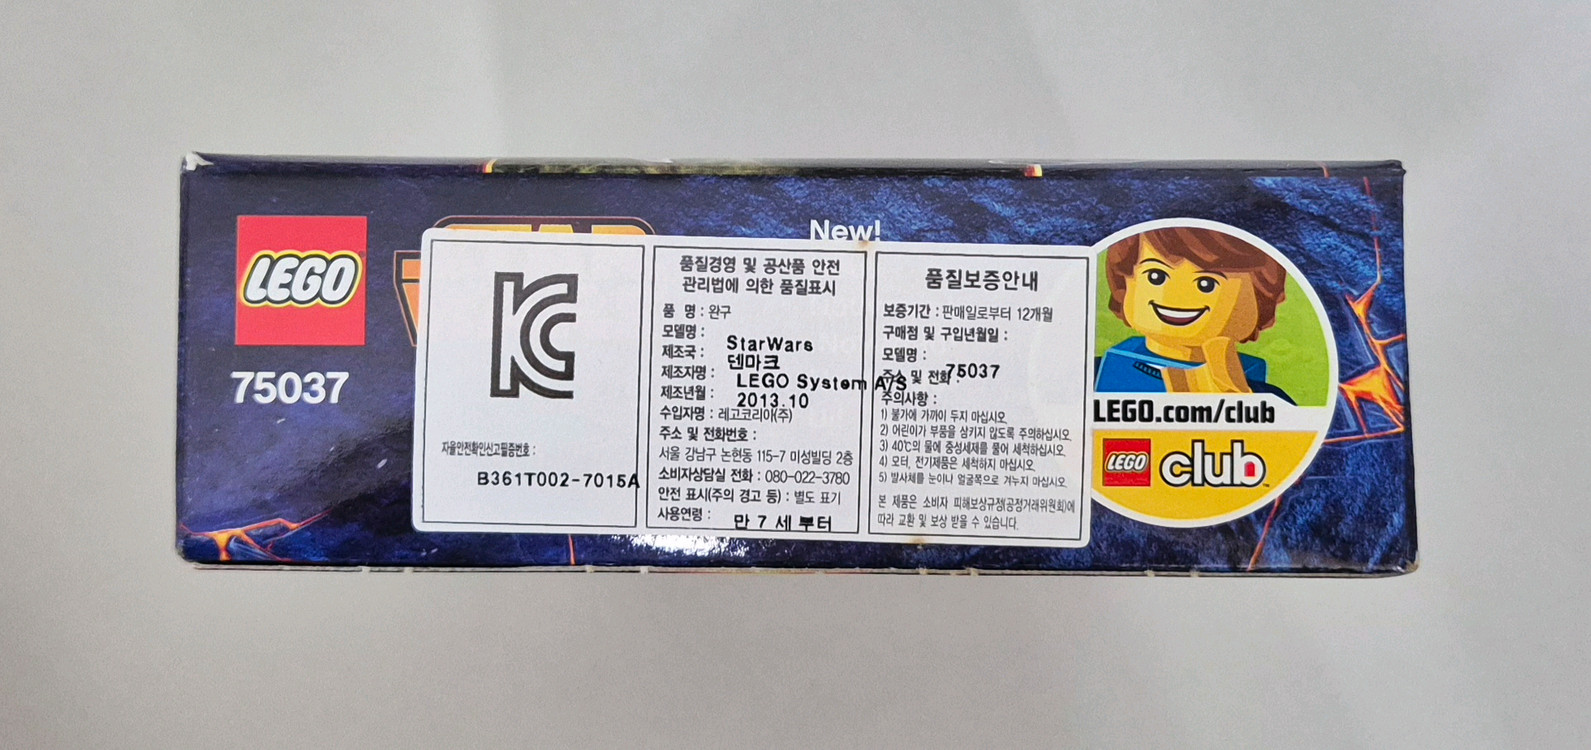 LEGO
75037
STAR
New!
KC
자율안전확인신고필증번호 :
B361T002-7015A
품질경영 및 공산품 안전
관리법에 의한 품질표시
품 명 : 완구
모델명 : StarWars
제조국 : 덴마크
제조자명 : LEGO System A/S
제조년월 : 2013.10
수입자명 : 레고코리아(주)
주소 및 전화번호 :
서울 강남구 논현동 115-7 미성빌딩 2층
소비자상담실 전화 : 080-022-3780
안전 표시(주의 경고 등) : 별도 표기
사용연령 : 만 7 세 부터
품질보증안내
보증기간 : 판매일로부터 12개월
구매점 및 구입년월일 :
모델명 : 75037
주소 및 전화 :
주의사항 :
1) 불가에 가까이 두지 마십시오.
2) 어린이가 부품을 삼키지 않도록 주의하십시오.
3) 40℃의 물에 중성세제를 풀어 세척하십시오.
4) 모터, 전기제품은 세척하지 마십시오.
5) 발사체를 눈이나 얼굴쪽으로 겨누지 마십시오.
본 제품은 소비자 피해보상규정(공정거래위원회)에
따라 교환 및 보상 받을 수 있습니다.
LEGO.com/club
LEGO club™